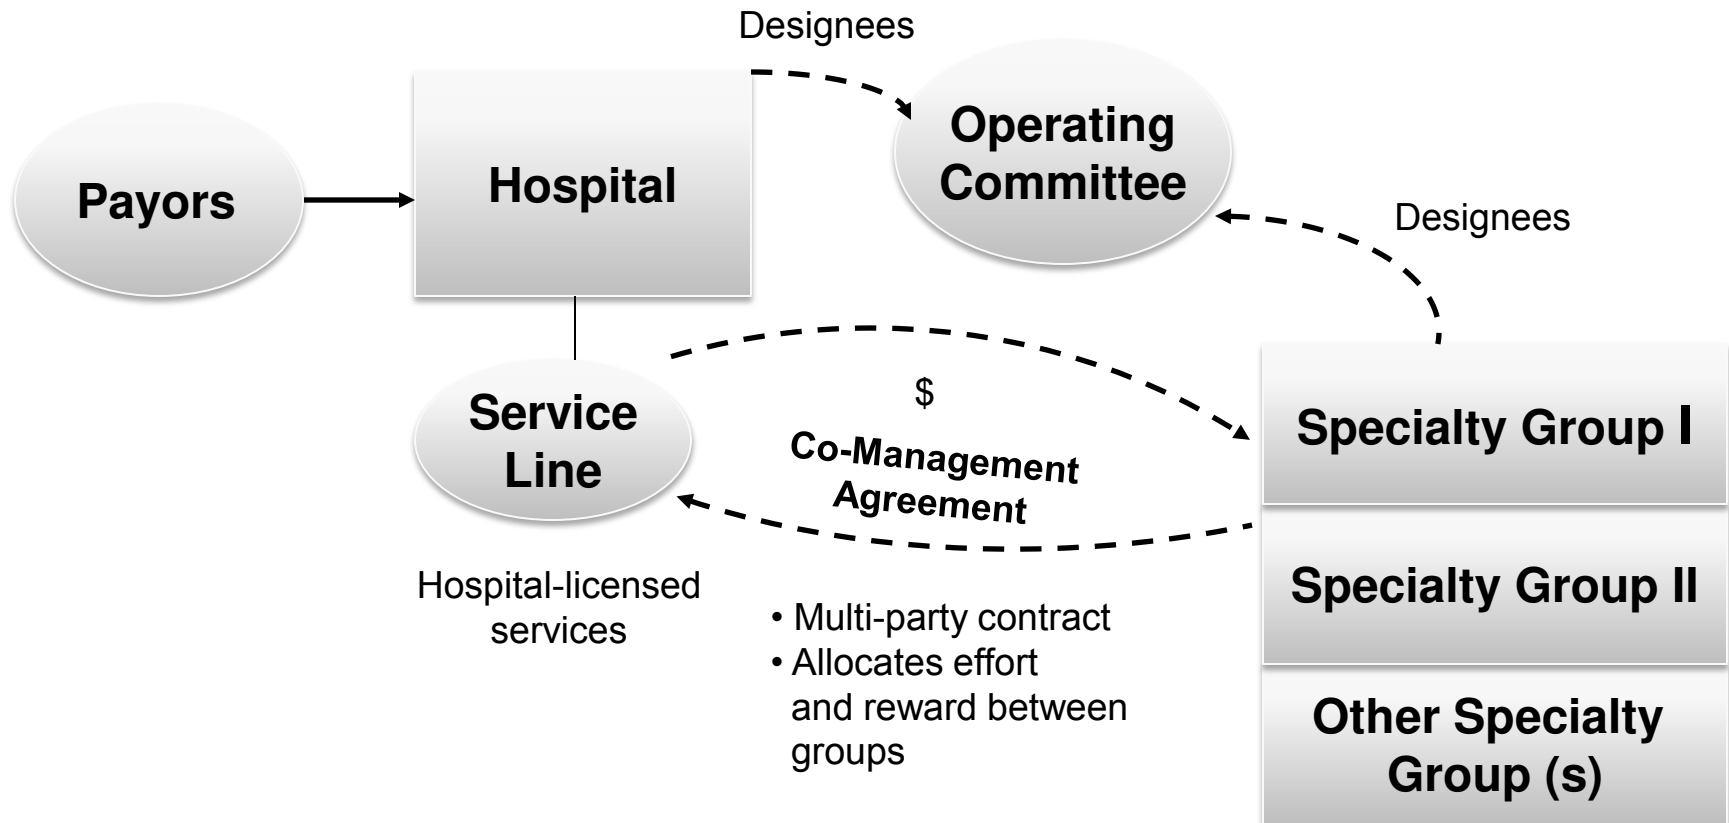 Designees
Operating
Committee
Payors
Hospital
Designees
$
Service
Line
Co-Management
Agreement
Specialty Group I
Specialty Group II
Other Specialty
Group (s)
Hospital-licensed
services
• Multi-party contract
• Allocates effort
and reward between
groups